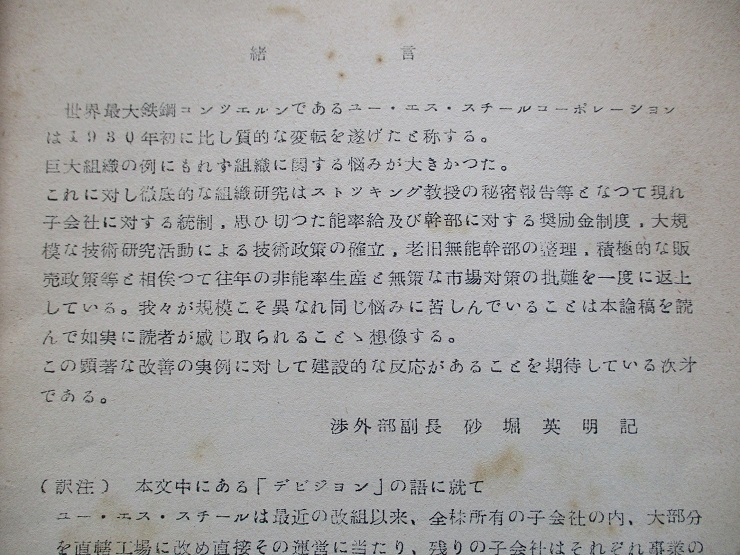 緒　言
世界最大鉄鋼コンツエルンであるユー・エス・スチールコーポレーション
は1930年初に比し質的な変転を遂げたと称する。
巨大組織の例にもれず組織に関する悩みが大きかつた。
これに対し徹底的な組織研究はストツキング教授の秘密報告等となつて現れ
子会社に対する統制，思ひ切つた能率給及び幹部に対する奨励金制度，大規
模な技術研究活動による技術政策の確立，老旧無能幹部の整理，積極的な販
売政策等と相俟つて往年の非能率生産と無策な市場対策の批難を一度に返上
している。我々が規模こそ異なれ同じ悩みに苦しんでいることは本論稿を読
んで如実に読者が感じ取られることゝ想像する。
この顕著な改善の実例に対して建設的な反応があることを期待している次才
である。
渉外部副長　砂堀英明記
（訳注）　本文中にある「デビジョン」の語に就て
ユー・エス・スチールは最近の改組以来、全株所有の子会社の内、大部分
を直轄工場に改め直接その運営に当たり，残りの子会社はそれぞれ事業の